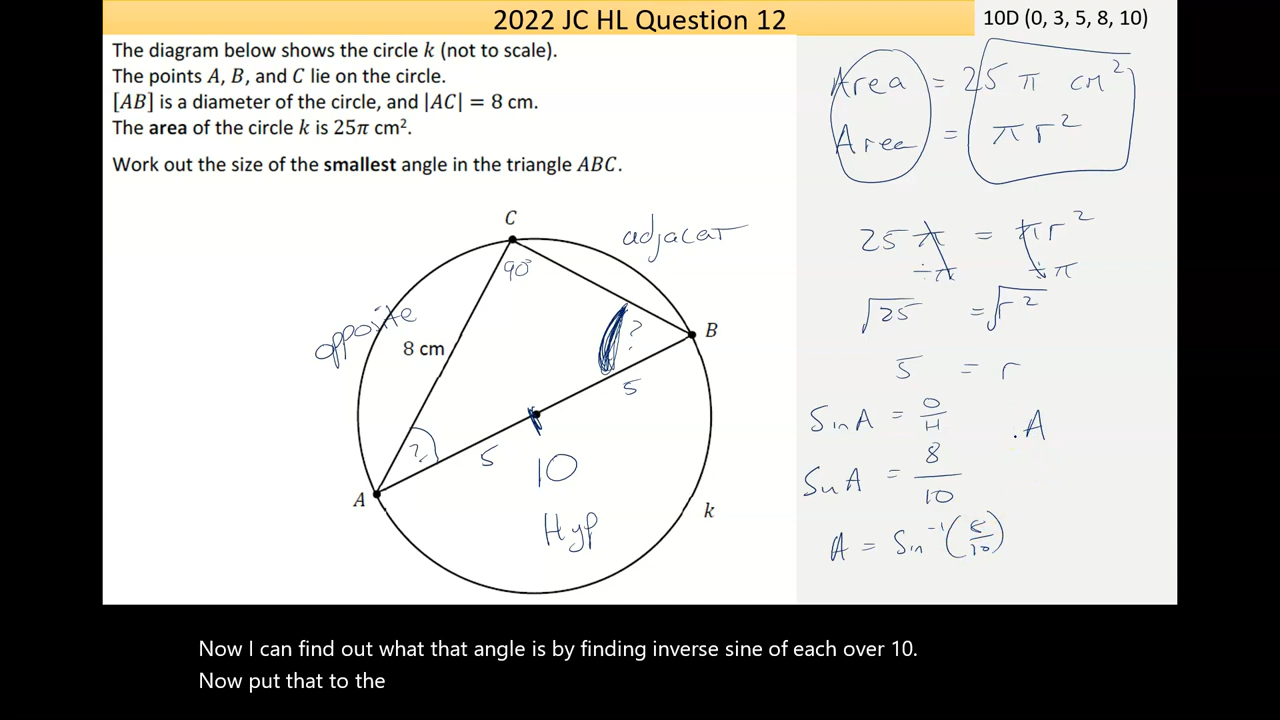 2022 JC HL Question 12
10D (0, 3, 5, 8, 10)
The diagram below shows the circle k (not to scale).
The points A, B, and C lie on the circle.
[AB] is a diameter of the circle, and |AC| = 8 cm.
The area of the circle k is 25π cm².
Work out the size of the smallest angle in the triangle ABC.
C
90°
adjacent
opposite
8 cm
?
B
5
A
?
5
10
Hyp
k
Area = 25 π cm²
Area = π r²
25 π = π r²
÷π ÷π
√25 = √r²
5 = r
Sin A = O/H
. A
Sin A = 8/10
A = Sin⁻¹(8/10)
Now I can find out what that angle is by finding inverse sine of each over 10.
Now put that to the